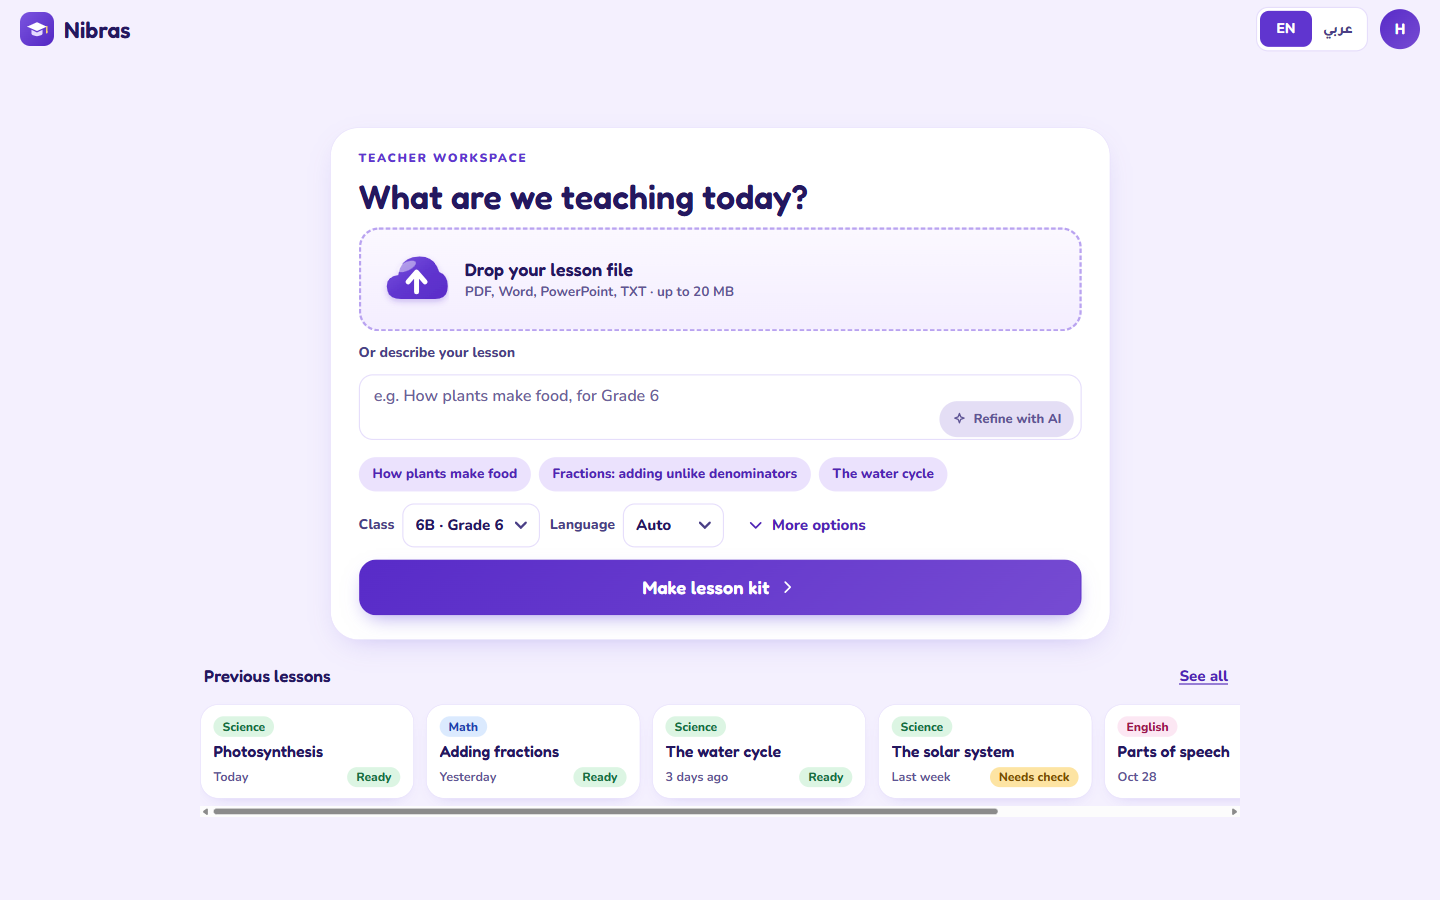 Nibras
EN
عربي
H
TEACHER WORKSPACE
What are we teaching today?
Drop your lesson file
PDF, Word, PowerPoint, TXT · up to 20 MB
Or describe your lesson
e.g. How plants make food, for Grade 6
Refine with AI
How plants make food
Fractions: adding unlike denominators
The water cycle
Class
6B · Grade 6
Language
Auto
More options
Make lesson kit
Previous lessons
See all
Science
Photosynthesis
Today
Ready
Math
Adding fractions
Yesterday
Ready
Science
The water cycle
3 days ago
Ready
Science
The solar system
Last week
Needs check
English
Parts of speech
Oct 28